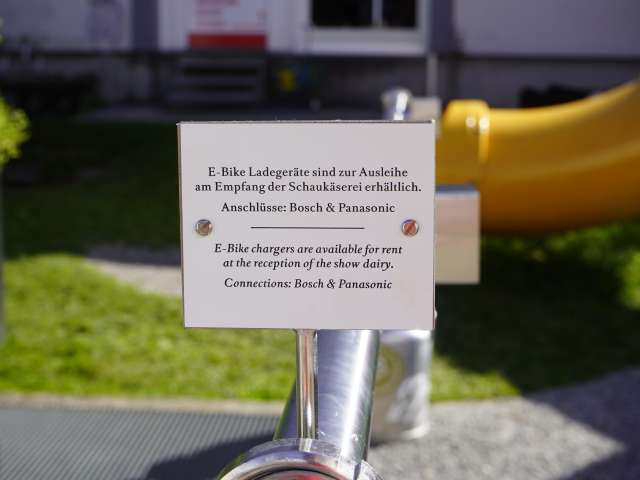 E-Bike Ladegeräte sind zur Ausleihe
am Empfang der Schaukäserei erhältlich.
Anschlüsse: Bosch & Panasonic
E-Bike chargers are available for rent
at the reception of the show dairy.
Connections: Bosch & Panasonic